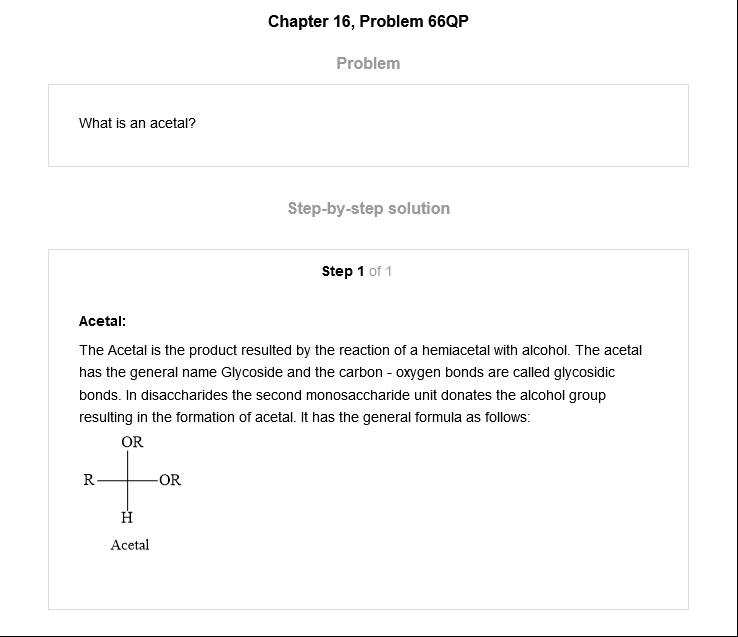 Chapter 16, Problem 66QP
Problem
What is an acetal?
Step-by-step solution
Step 1 of 1
Acetal:
The Acetal is the product resulted by the reaction of a hemiacetal with alcohol. The acetal
has the general name Glycoside and the carbon - oxygen bonds are called glycosidic
bonds. In disaccharides the second monosaccharide unit donates the alcohol group
resulting in the formation of acetal. It has the general formula as follows:
OR
R
OR
H
Acetal